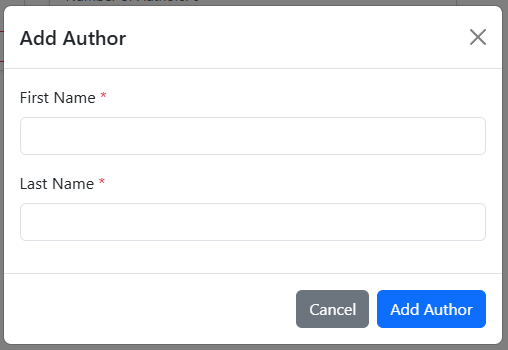 Add Author
First Name *
Last Name *
Cancel
Add Author